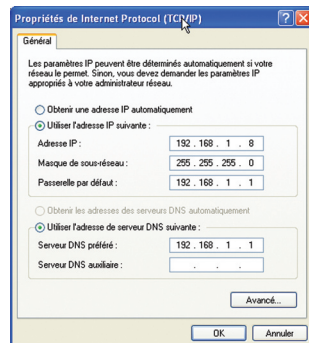 Propriétés de Internet Protocol (TCP/IP)
Général
Les paramètres IP peuvent être déterminés automatiquement si votre
réseau le permet. Sinon, vous devez demander les paramètres IP
appropriés à votre administrateur réseau.
Obtenir une adresse IP automatiquement
Utiliser l'adresse IP suivante :
Adresse IP : 192 . 168 . 1 . 8
Masque de sous-réseau : 255 . 255 . 255 . 0
Passerelle par défaut : 192 . 168 . 1 . 1
Obtenir les adresses des serveurs DNS automatiquement
Utiliser l'adresse de serveur DNS suivante :
Serveur DNS préféré : 192 . 168 . 1 . 1
Serveur DNS auxiliaire : . . .
Avancé...
OK Annuler